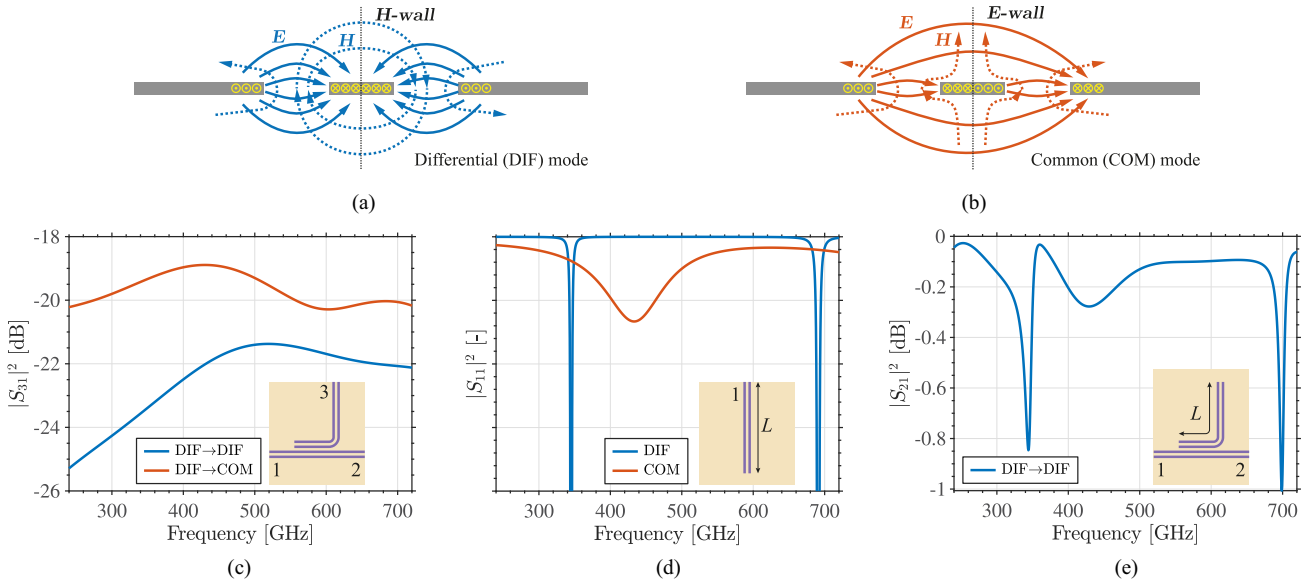 H-wall
E
H
Differential (DIF) mode
(a)
E-wall
E
H
Common (COM) mode
(b)
-18
-20
-22
-24
-26
|S31|² [dB]
300 400 500 600 700
Frequency [GHz]
DIF→DIF
DIF→COM
3
1 2
(c)
|S11|² [-]
300 400 500 600 700
Frequency [GHz]
DIF
COM
1
L
(d)
0
-0.2
-0.4
-0.6
-0.8
-1
|S21|² [dB]
300 400 500 600 700
Frequency [GHz]
DIF→DIF
L
1 2
(e)